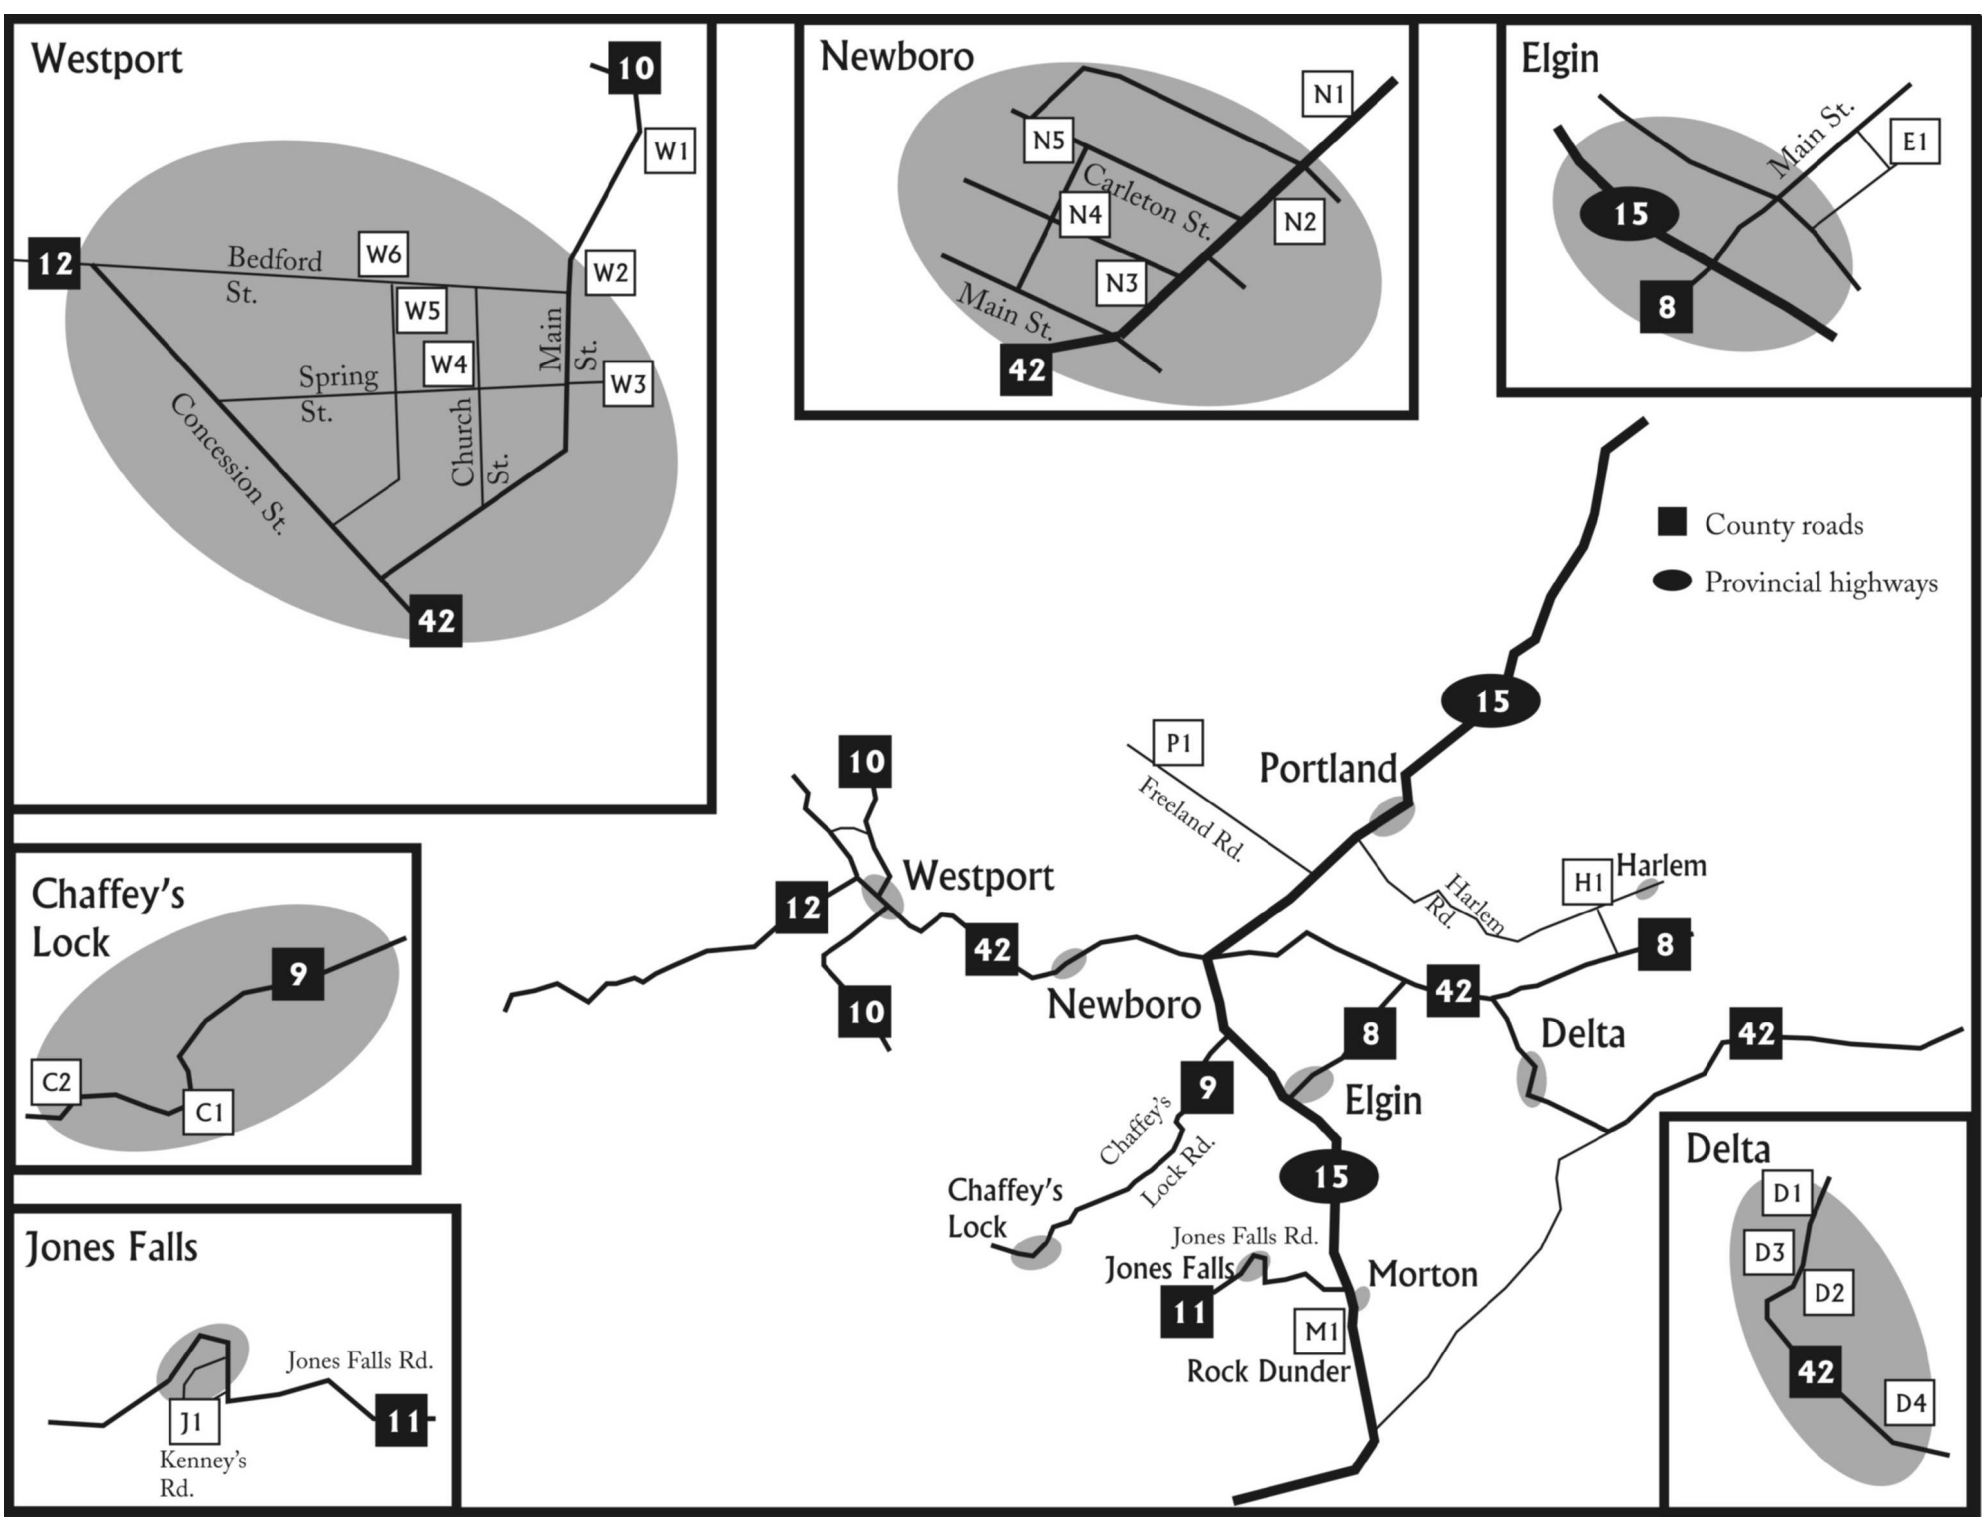 Westport
10
W1
12
Bedford
St.
W6
W2
W5
Main
St.
W4
Spring
St.
W3
Concession St.
Church
St.
42
Newboro
N1
N5
Carleton St.
N4
N2
N3
Main St.
42
Elgin
Main St.
E1
15
8
County roads
Provincial highways
15
P1
Freeland Rd.
Portland
10
Westport
12
42
Newboro
10
Harlem
H1
Harlem
Rd.
8
42
8
Delta
42
9
Elgin
Chaffey's
Lock Rd.
15
Chaffey's
Lock
Jones Falls Rd.
Jones Falls
11
Morton
M1
Rock Dunder
Chaffey's
Lock
9
C2
C1
Jones Falls
Jones Falls Rd.
J1
11
Kenney's
Rd.
Delta
D1
D3
D2
42
D4